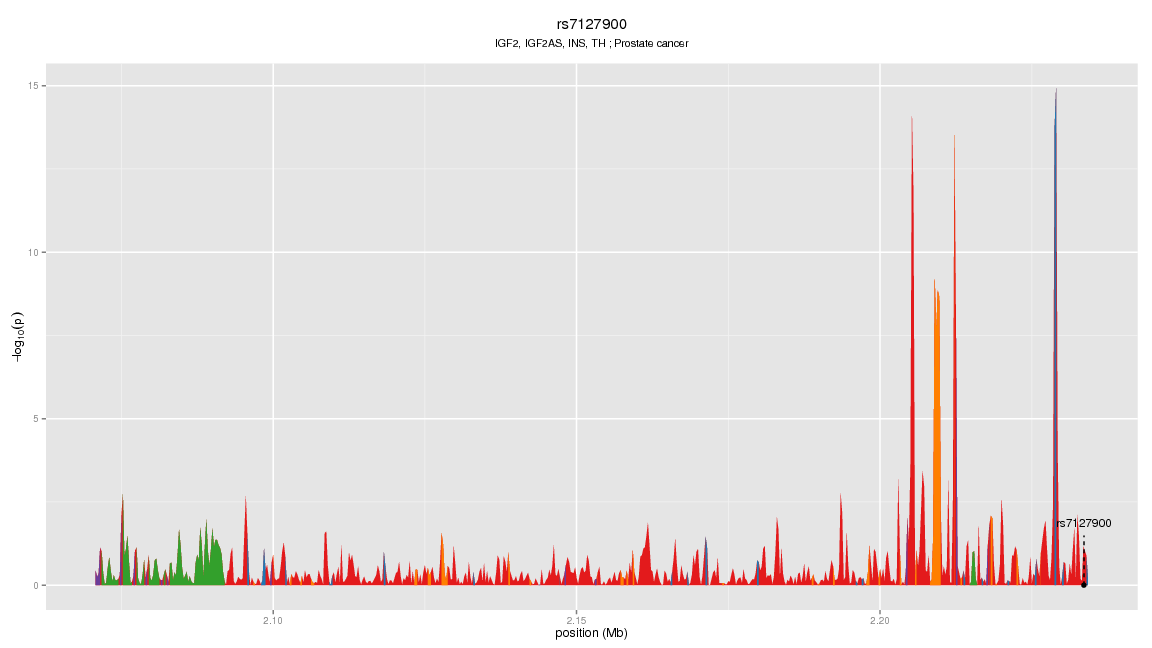 rs7127900
IGF2, IGF2AS, INS, TH ; Prostate cancer
15
10
5
0
−log10(p)
rs7127900
2.10
2.15
2.20
position (Mb)